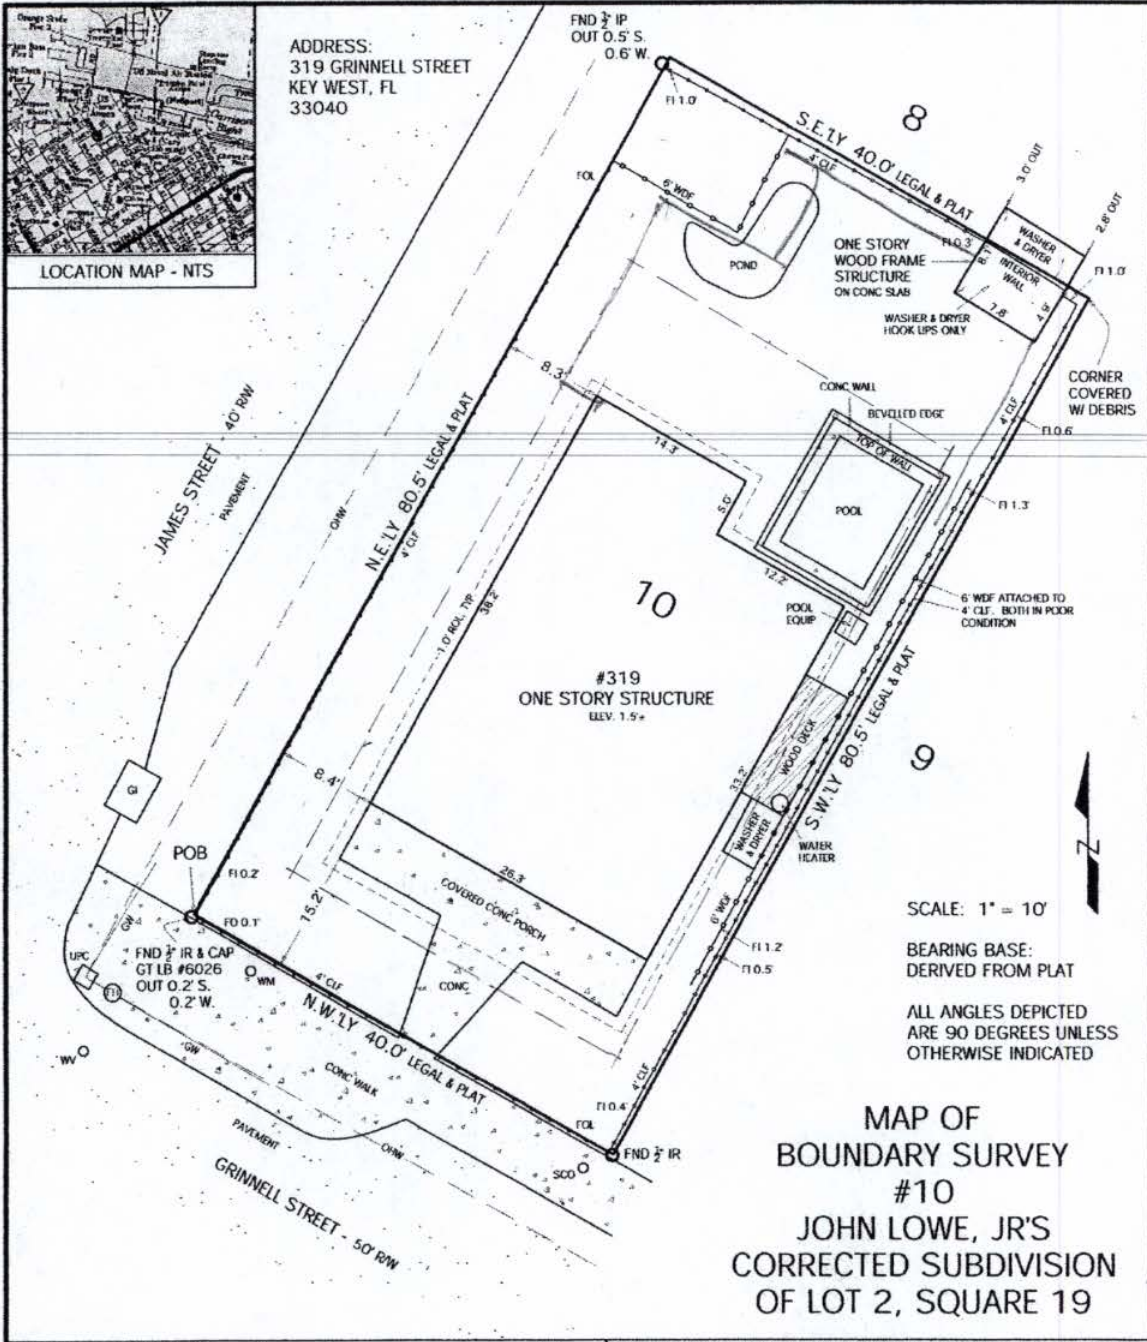 LOCATION MAP - NTS
ADDRESS:
319 GRINNELL STREET
KEY WEST, FL
33040
FND ½" IP
OUT 0.5' S.
0.6' W.
FI 1.0'
8
S.E.'LY 40.0' LEGAL & PLAT
4' CLF
FOL
6' WDF
3.0' OUT
2.8' OUT
WASHER
& DRYER
INTERIOR
WALL
FI 0.3'
8.1'
7.8'
4.9'
FI 1.0'
ONE STORY
WOOD FRAME
STRUCTURE
ON CONC SLAB
WASHER & DRYER
HOOK UPS ONLY
POND
CORNER
COVERED
W/ DEBRIS
8.3'
CONC WALL
BEVELLED EDGE
TOP OF WALL
POOL
4' CLF
FI 0.6'
FI 1.3'
JAMES STREET - 40' R/W
PAVEMENT
OHW
N.E.'LY 80.5' LEGAL & PLAT
4' CLF
14.3'
5.0'
12.2'
1.0' ROL, TYP.
38.2'
10
POOL
EQUIP
6' WDF ATTACHED TO
4' CLF. BOTH IN POOR
CONDITION
#319
ONE STORY STRUCTURE
ELEV. 1.5'±
WOOD DECK
S.W.'LY 80.5' LEGAL & PLAT
9
33.2'
WASHER
& DRYER
WATER
HEATER
GI
8.4'
POB
FI 0.2'
FO 0.1'
15.2'
26.3'
COVERED CONC PORCH
6' WDF
FI 1.2'
FI 0.5'
N
SCALE: 1" = 10'
BEARING BASE:
DERIVED FROM PLAT
ALL ANGLES DEPICTED
ARE 90 DEGREES UNLESS
OTHERWISE INDICATED
GW
UPC
FND ½" IR & CAP
GT LB #6026
OUT 0.2' S.
0.2' W.
WM
4' CLF
CONC
N.W.'LY 40.0' LEGAL & PLAT
WV
GW
CONC WALK
4' CLF
FI 0.4'
FOL
FND ½" IR
SCO
PAVEMENT
OHW
GRINNELL STREET - 50' R/W
MAP OF
BOUNDARY SURVEY
#10
JOHN LOWE, JR'S
CORRECTED SUBDIVISION
OF LOT 2, SQUARE 19